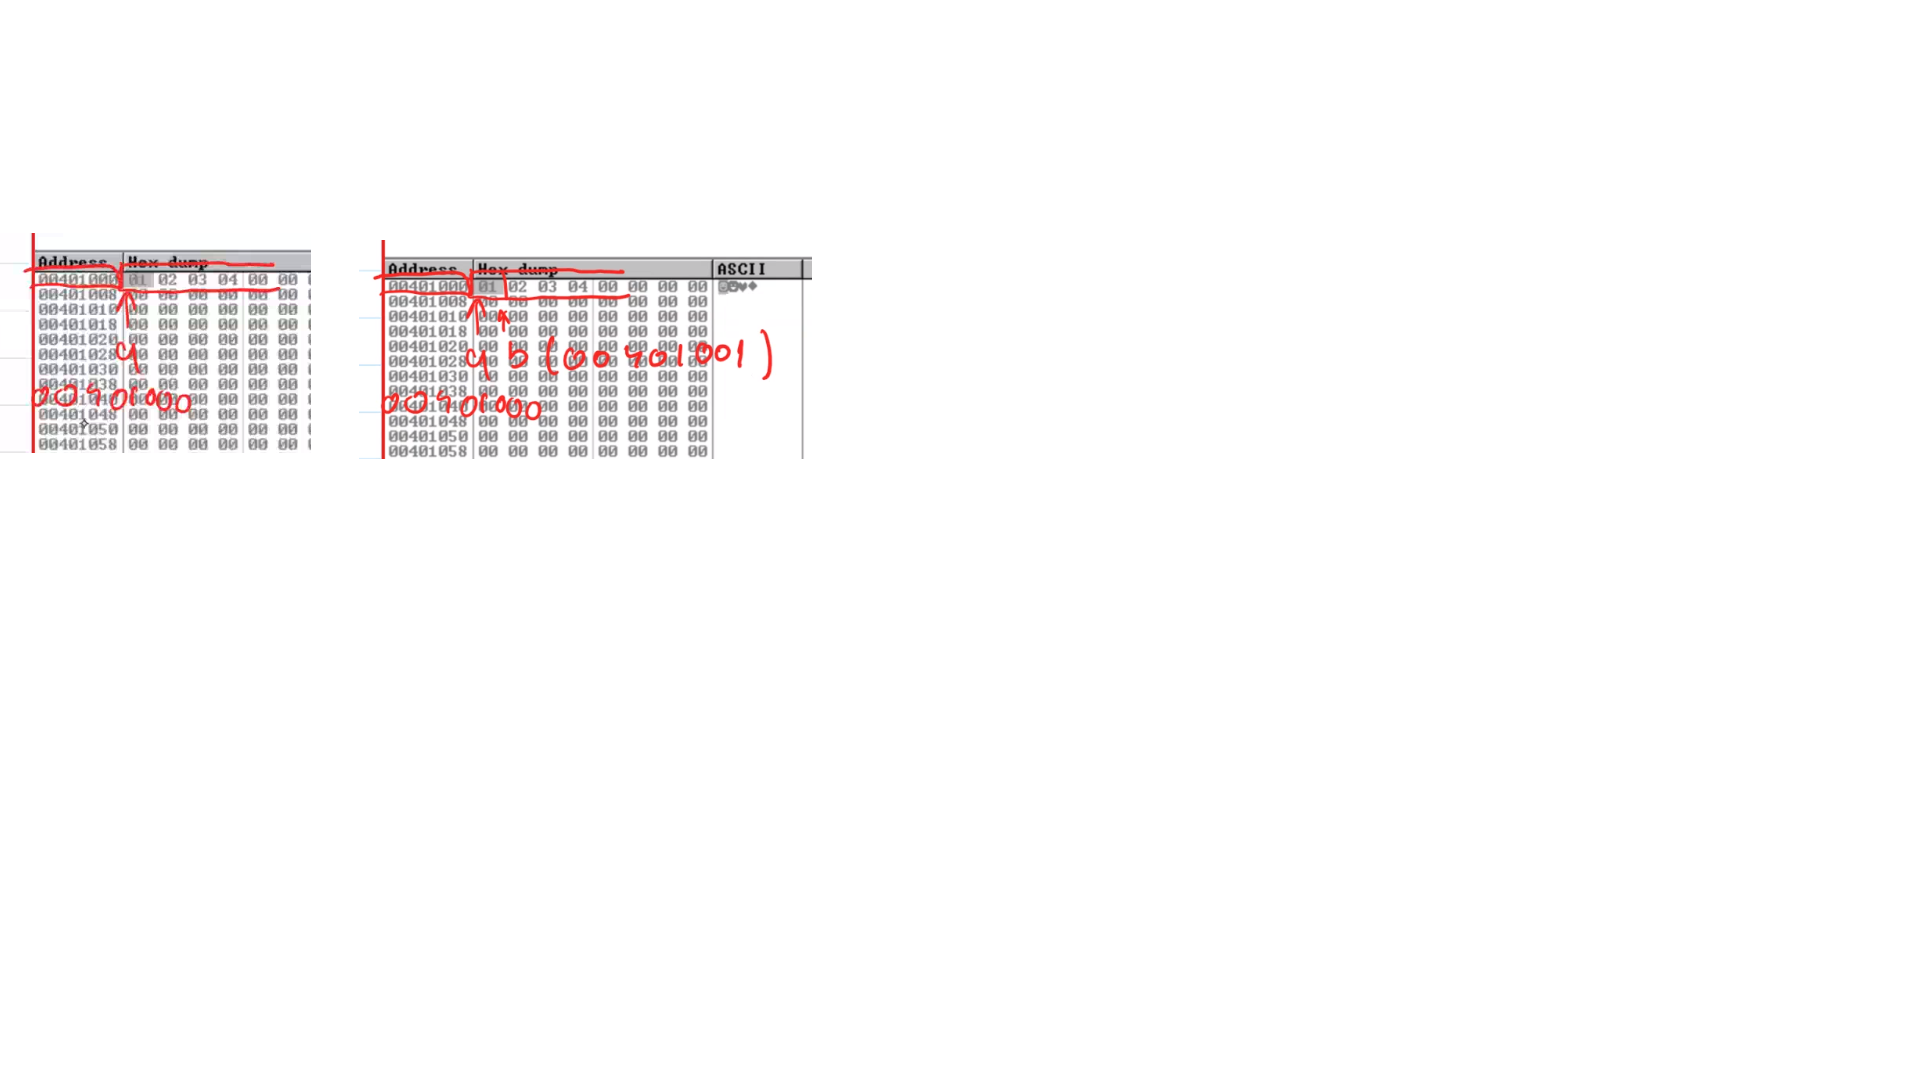 Address Hex dump
00401000 01 02 03 04 00 00
00401008 00 00 00 00 00 00
00401010 00 00 00 00 00 00
00401018 00 00 00 00 00 00
00401020 00 00 00 00 00
00401028 00 00 00 00 00
a
00401030 00 00 00 00 00
00401038 00 00 00 00
00401000
00401048 00 00 00 00 00 00
00401050 00 00 00 00 00 00
00401058 00 00 00 00 00 00
Address Hex dump ASCII
00401000 01 02 03 04 00 00 00 00
00401008 00 00 00 00 00 00 00 00
00401010 00 00 00 00 00 00 00
00401018 00 00 00 00 00 00 00 00
00401020 00 00 00 00 00 00 00 00
00401028 00 00 00 00
a b (00401001)
00401030 00 00 00 00 00 00 00 00
00401038 00 00 00 00 00 00 00
00401000
00401048 00 00 00 00 00 00 00 00
00401050 00 00 00 00 00 00 00 00
00401058 00 00 00 00 00 00 00 00